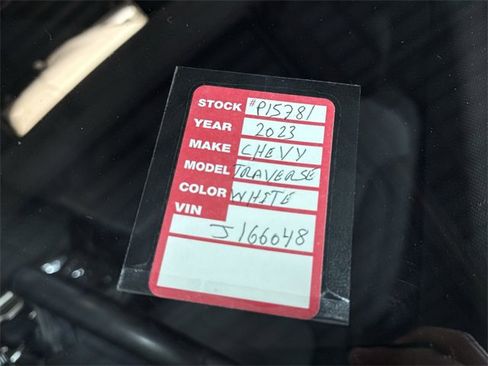 STOCK #P15781
YEAR 2023
MAKE CHEVY
MODEL TRAVERSE
COLOR WHITE
VIN
J166048